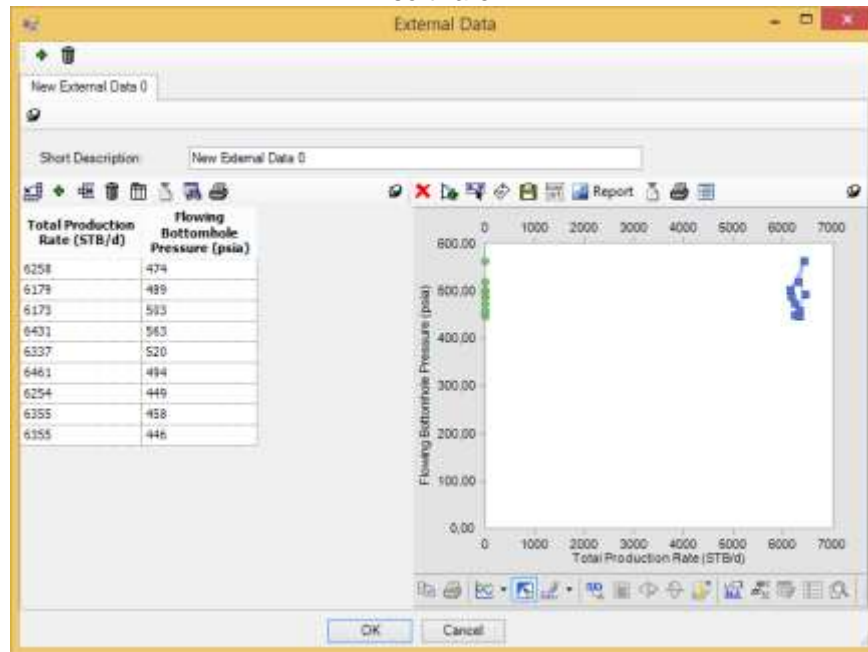 External Data
New External Data 0
Short Description: New External Data 0
Report
Total Production Rate (STB/d)
Flowing Bottomhole Pressure (psia)
6258 474
6179 489
6173 503
6431 563
6337 520
6461 494
6254 449
6355 458
6355 446
0 1000 2000 3000 4000 5000 6000 7000
600.00
500.00
400.00
300.00
200.00
100.00
0.00
Flowing Bottomhole Pressure (psia)
0 1000 2000 3000 4000 5000 6000 7000
Total Production Rate (STB/d)
OK Cancel